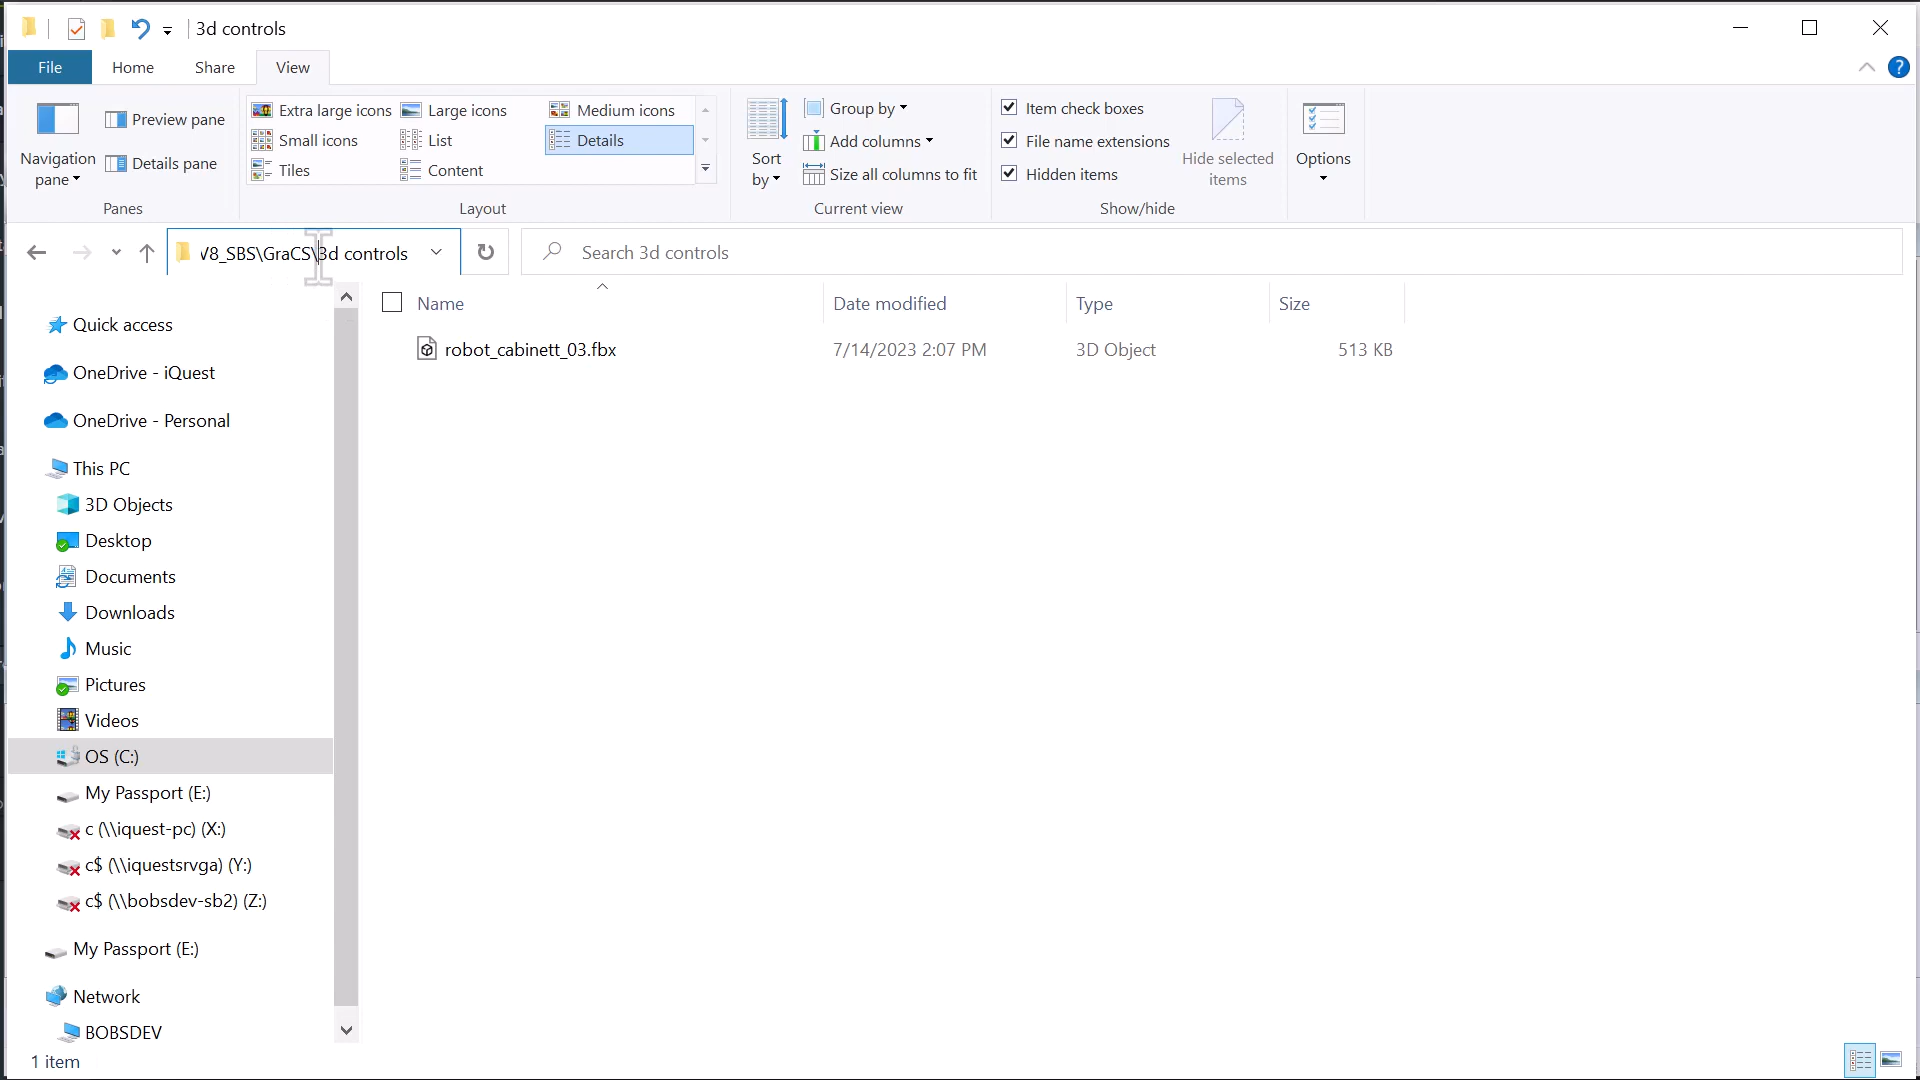 3d controls
File Home Share View
Navigation pane
Preview pane
Details pane
Panes
Extra large icons Large icons Medium icons
Small icons List Details
Tiles Content
Layout
Sort by
Group by
Add columns
Size all columns to fit
Current view
Item check boxes
File name extensions
Hidden items
Hide selected items
Show/hide
Options
V8_SBS\GraCS\3d controls
Search 3d controls
Name Date modified Type Size
robot_cabinett_03.fbx 7/14/2023 2:07 PM 3D Object 513 KB
Quick access
OneDrive - iQuest
OneDrive - Personal
This PC
3D Objects
Desktop
Documents
Downloads
Music
Pictures
Videos
OS (C:)
My Passport (E:)
c (\\iquest-pc) (X:)
c$ (\\iquestsrvga) (Y:)
c$ (\\bobsdev-sb2) (Z:)
My Passport (E:)
Network
BOBSDEV
1 item